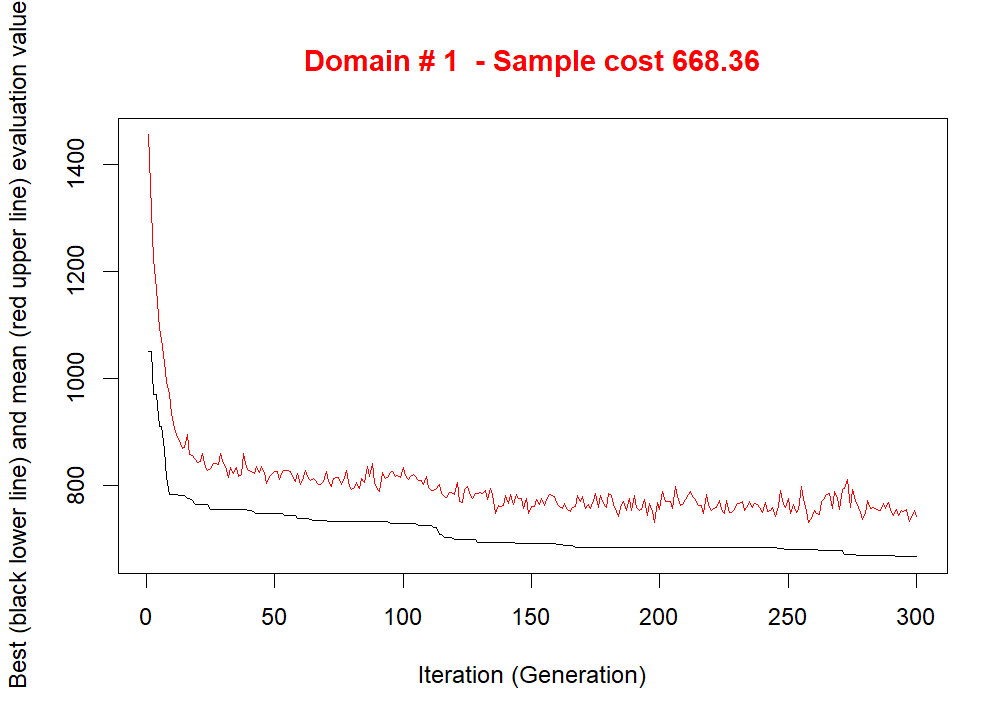 Domain # 1  - Sample cost 668.36
Best (black lower line) and mean (red upper line) evaluation value
1400
1200
1000
800
0 50 100 150 200 250 300
Iteration (Generation)